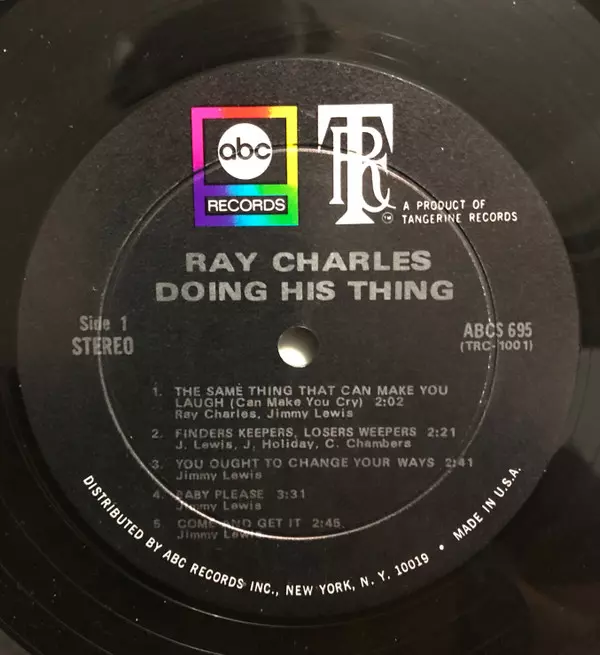 abc
RECORDS
TRC
™
A PRODUCT OF
TANGERINE RECORDS
RAY CHARLES
DOING HIS THING
Side 1
STEREO
ABCS 695
(TRC-1001)
1. THE SAME THING THAT CAN MAKE YOU
LAUGH (Can Make You Cry) 2:02
Ray Charles, Jimmy Lewis
2. FINDERS KEEPERS, LOSERS WEEPERS 2:21
J. Lewis, J. Holiday, C. Chambers
3. YOU OUGHT TO CHANGE YOUR WAYS 2:41
Jimmy Lewis
4. BABY PLEASE 3:31
Jimmy Lewis
5. COME AND GET IT 2:45
Jimmy Lewis
DISTRIBUTED BY ABC RECORDS INC., NEW YORK, N. Y. 10019 • MADE IN U.S.A.